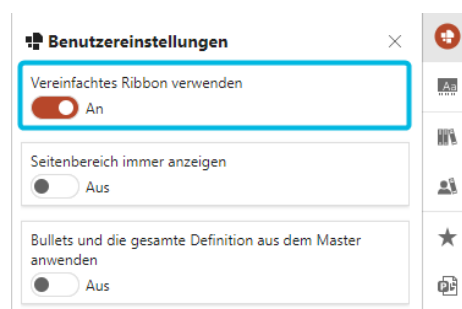 Benutzereinstellungen
Vereinfachtes Ribbon verwenden
An
Aa
Seitenbereich immer anzeigen
Aus
Bullets und die gesamte Definition aus dem Master
anwenden
Aus